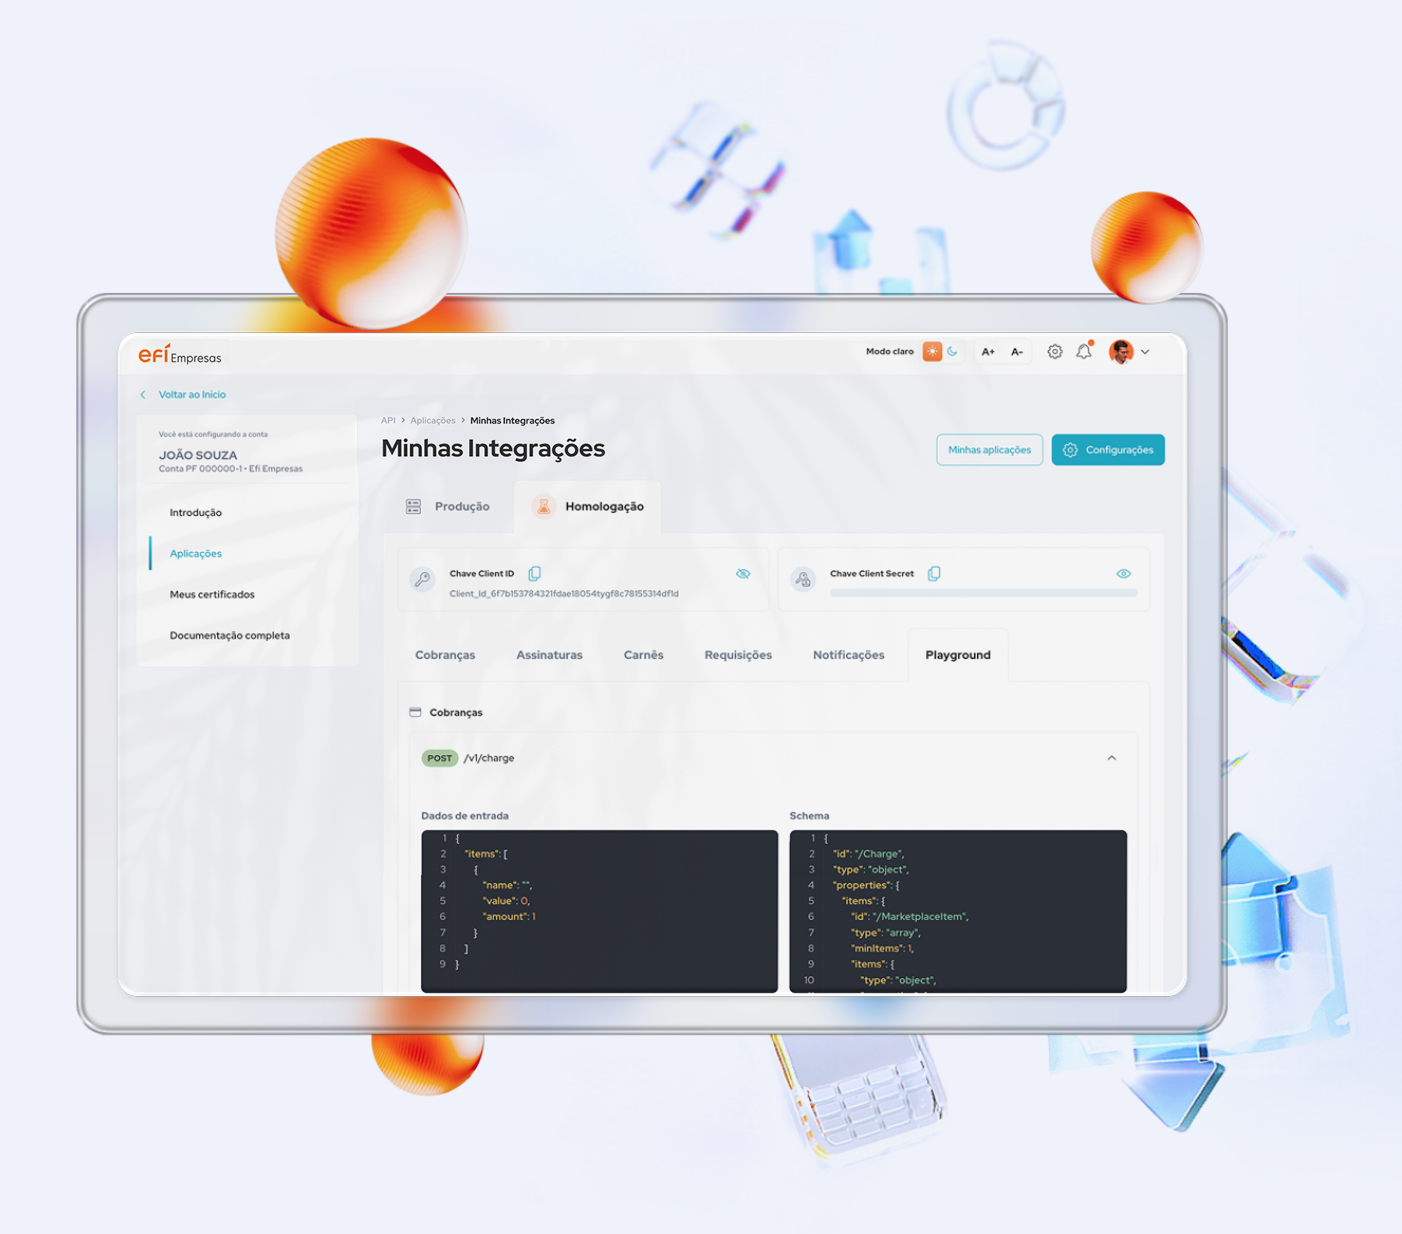 efí Empresas
Modo claro A+ A-
Voltar ao Início
Você está configurando a conta
JOÃO SOUZA
Conta PF 000000-1 • Efí Empresas
Introdução
Aplicações
Meus certificados
Documentação completa
API > Aplicações > Minhas Integrações
Minhas Integrações
Minhas aplicações
Configurações
Produção
Homologação
Chave Client ID
Client_Id_6f7b153784321fdae18054tygf8c78155314df1d
Chave Client Secret
Cobranças Assinaturas Carnês Requisições Notificações Playground
Cobranças
POST /v1/charge
Dados de entrada
1 {
2 "items": [
3 {
4 "name": "",
5 "value": 0,
6 "amount": 1
7 }
8 ]
9 }
Schema
1 {
2 "id": "/Charge",
3 "type": "object",
4 "properties": {
5 "items": {
6 "id": "/MarketplaceItem",
7 "type": "array",
8 "minItems": 1,
9 "items": {
10 "type": "object",